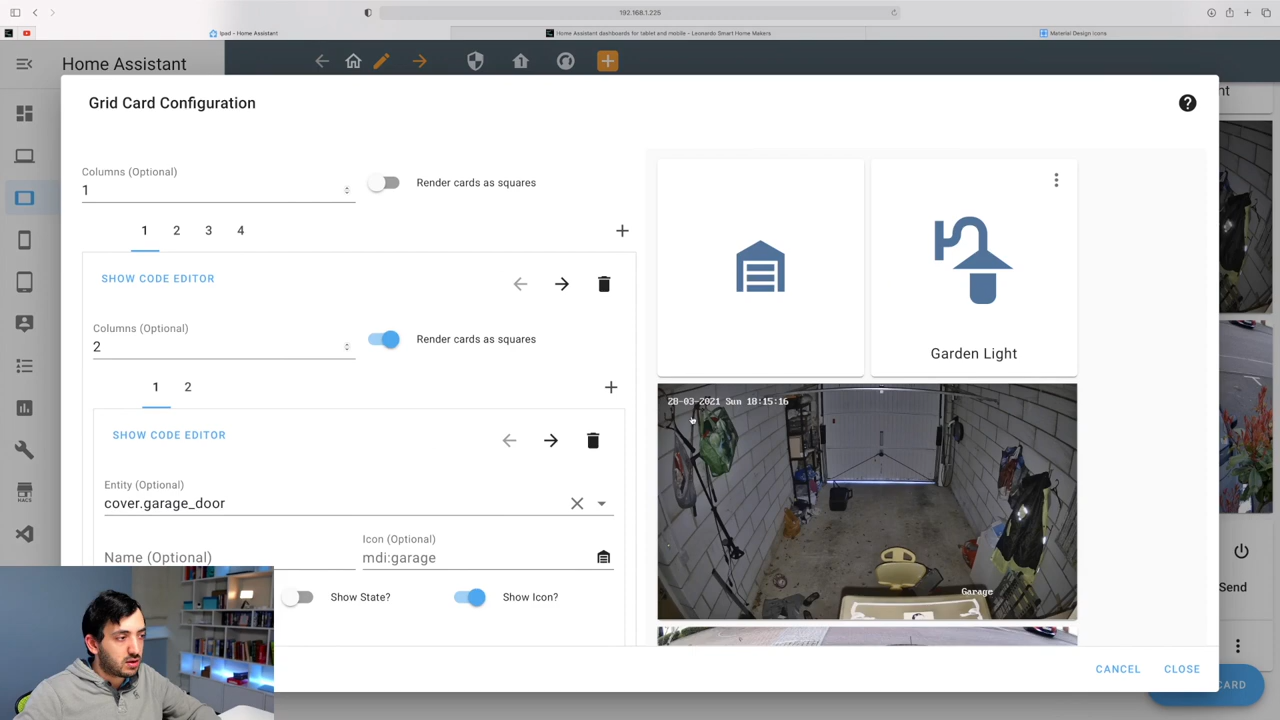 192.168.1.225
Ipad - Home Assistant
Home Assistant dashboards for tablet and mobile - Leonardo Smart Home Makers
Material Design Icons
Home Assistant
Grid Card Configuration
Columns (Optional)
1
Render cards as squares
1 2 3 4
SHOW CODE EDITOR
Columns (Optional)
2
Render cards as squares
1 2
SHOW CODE EDITOR
Entity (Optional)
cover.garage_door
Name (Optional)
Icon (Optional)
mdi:garage
Show State?
Show Icon?
Garden Light
28-03-2021 Sun 18:15:16
Garage
CANCEL
CLOSE
HACS
nt
Send
CARD